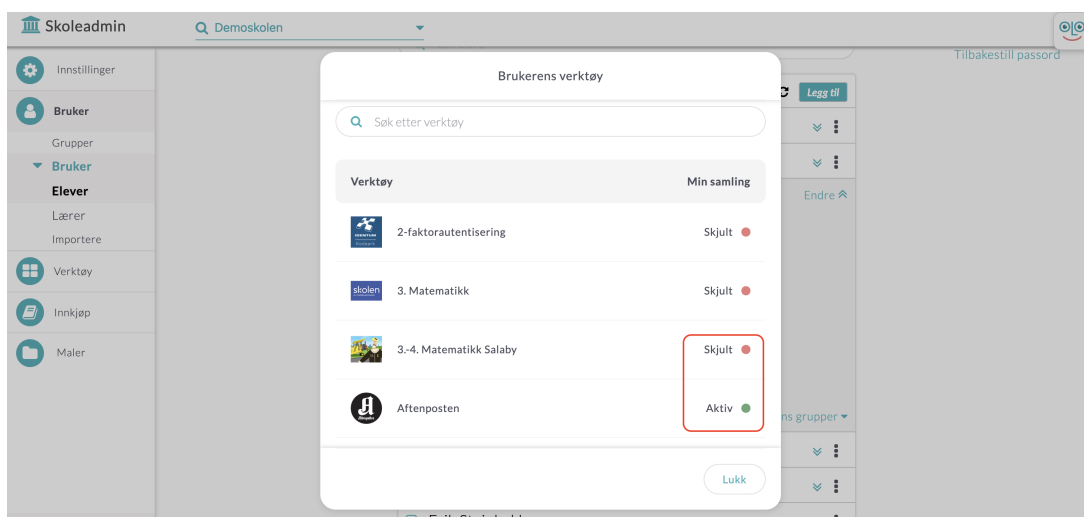 Skoleadmin
Demoskolen
Innstillinger
Bruker
Grupper
Bruker
Elever
Lærer
Importere
Verktøy
Innkjøp
Maler
Tilbakestill passord
Legg til
Endre
ns grupper
Brukerens verktøy
Søk etter verktøy
Verktøy Min samling
2-faktorautentisering Skjult
skolen 3. Matematikk Skjult
3.-4. Matematikk Salaby Skjult
Aftenposten Aktiv
Lukk